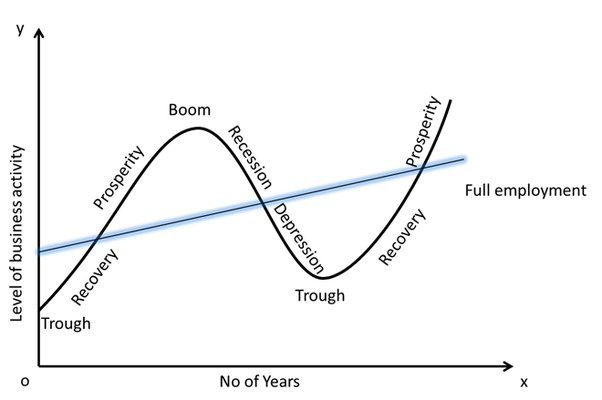 y
Boom
Prosperity
Recession
Prosperity
Full employment
Level of business activity
Recovery
Depression
Recovery
Trough
Trough
o
No of Years
x